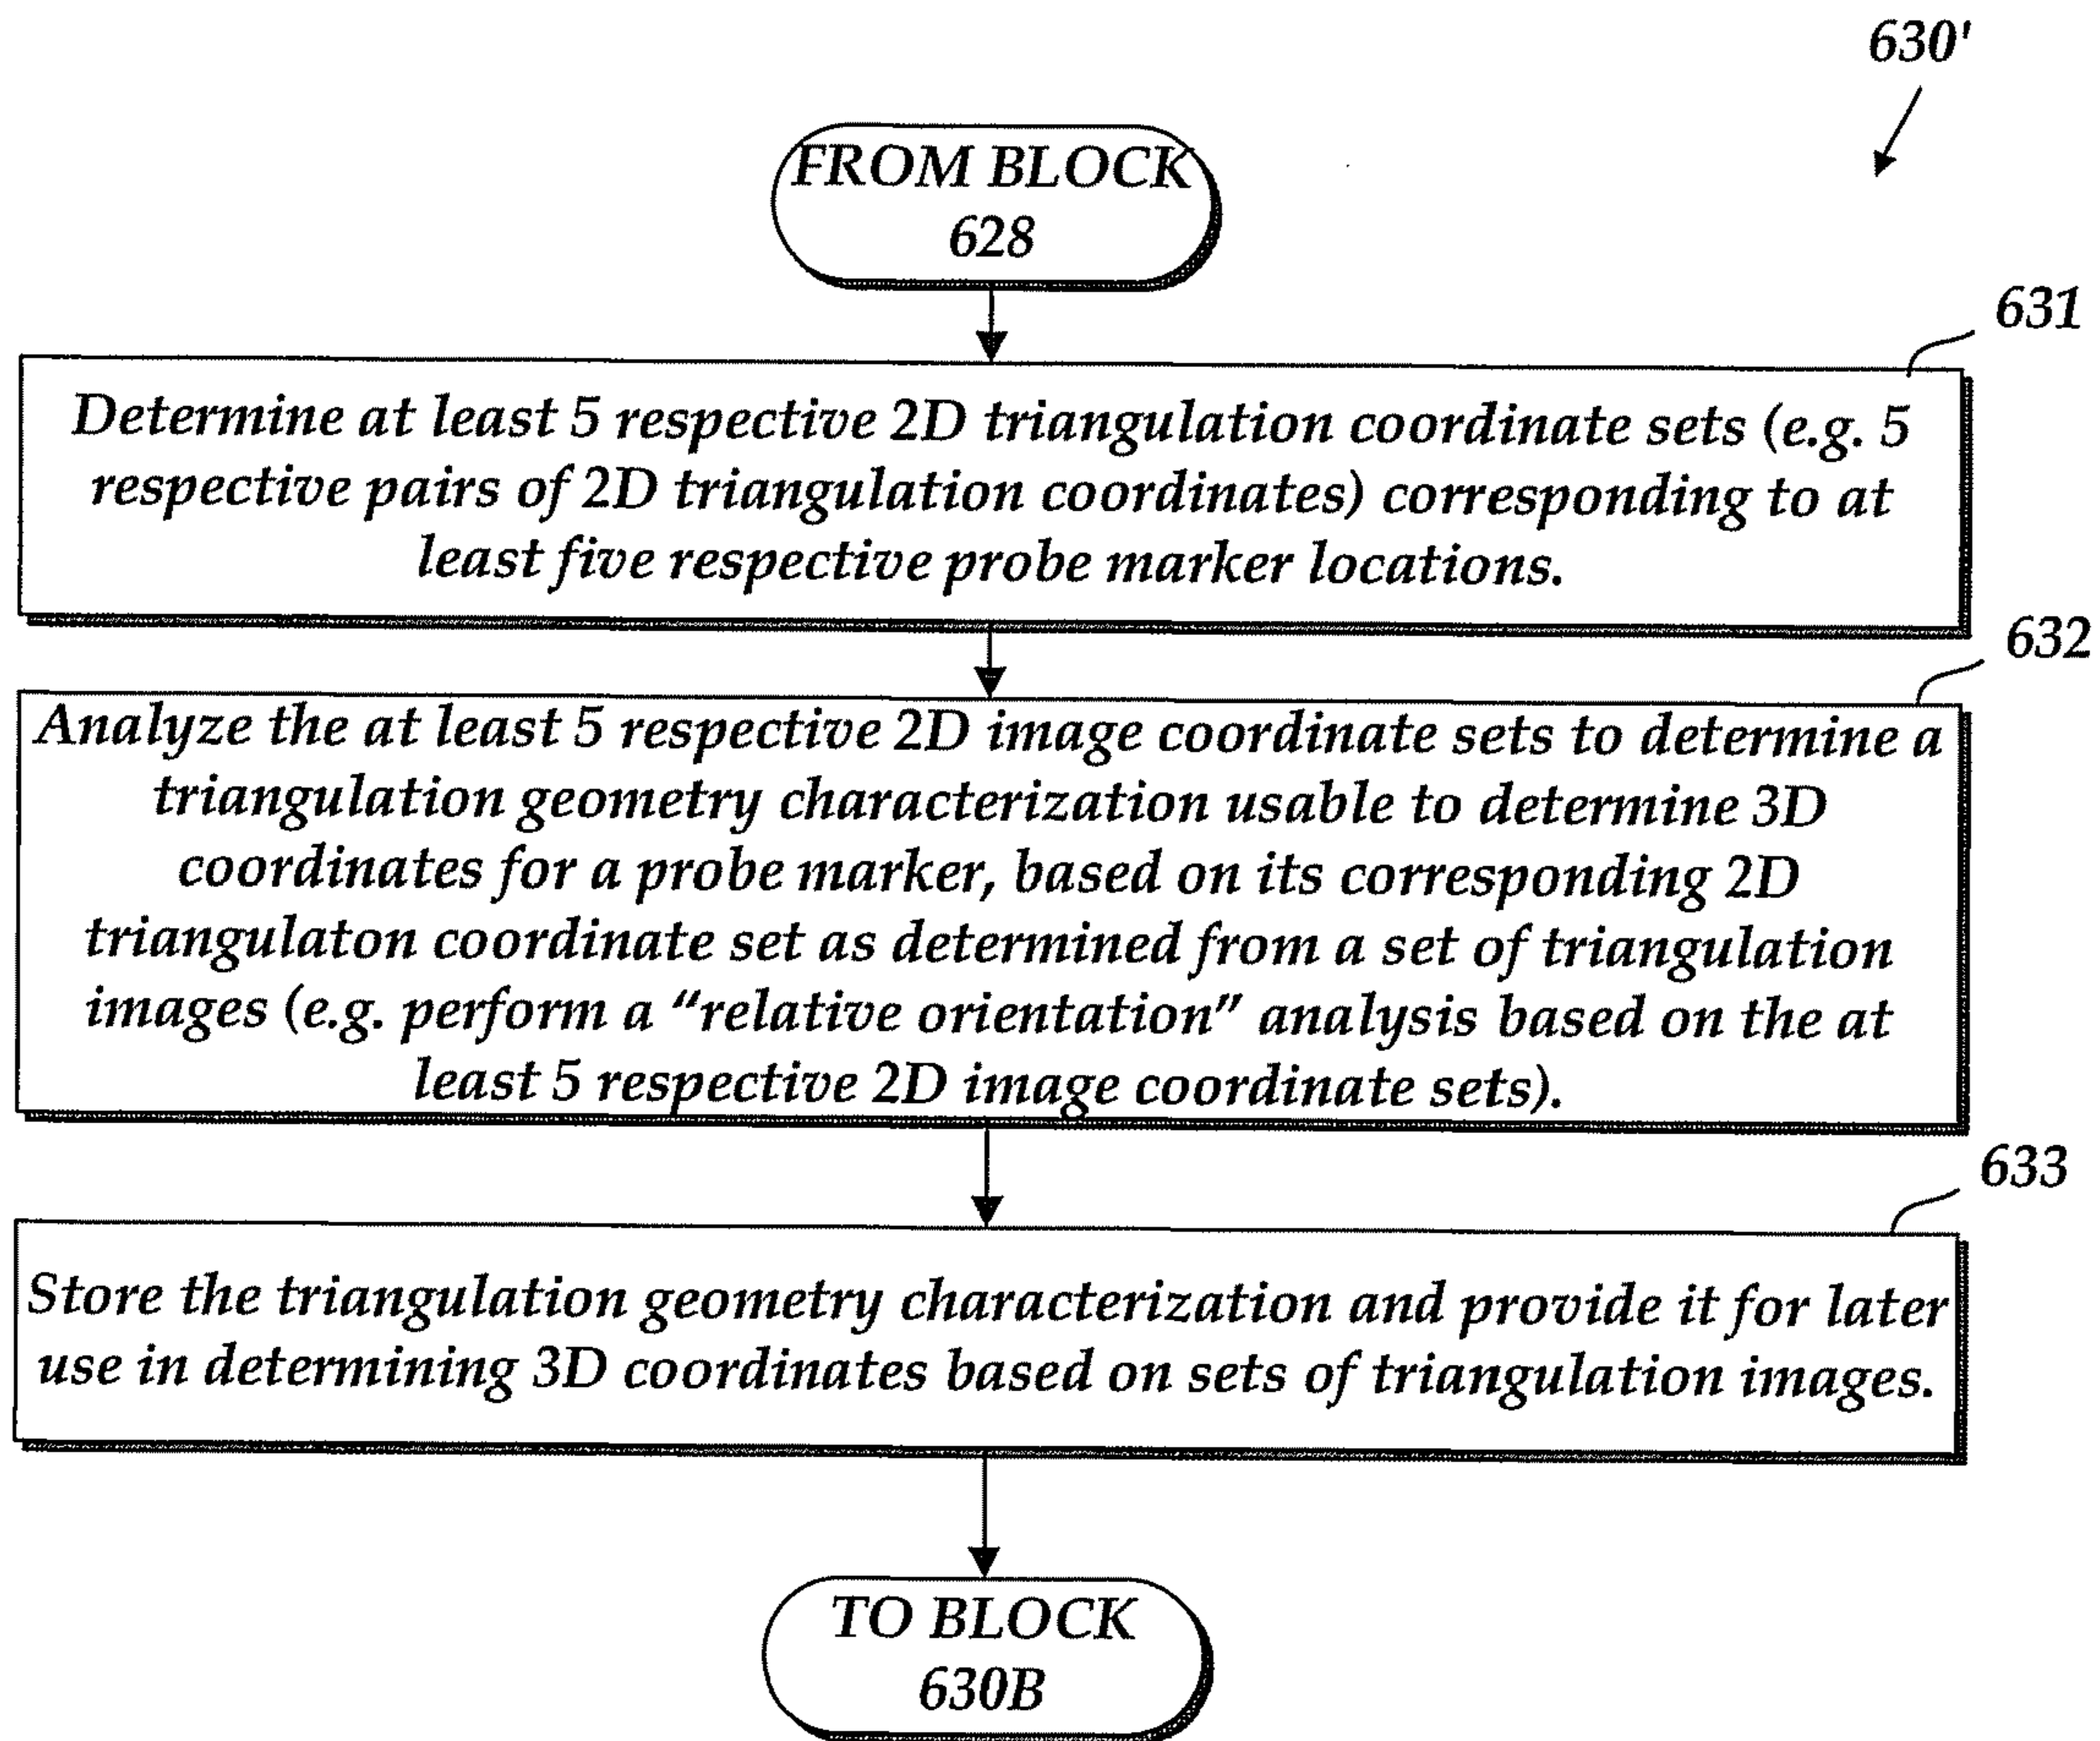 630'
FROM BLOCK
628
631
Determine at least 5 respective 2D triangulation coordinate sets (e.g. 5
respective pairs of 2D triangulation coordinates) corresponding to at
least five respective probe marker locations.
632
Analyze the at least 5 respective 2D image coordinate sets to determine a
triangulation geometry characterization usable to determine 3D
coordinates for a probe marker, based on its corresponding 2D
triangulaton coordinate set as determined from a set of triangulation
images (e.g. perform a “relative orientation” analysis based on the at
least 5 respective 2D image coordinate sets).
633
Store the triangulation geometry characterization and provide it for later
use in determining 3D coordinates based on sets of triangulation images.
TO BLOCK
630B